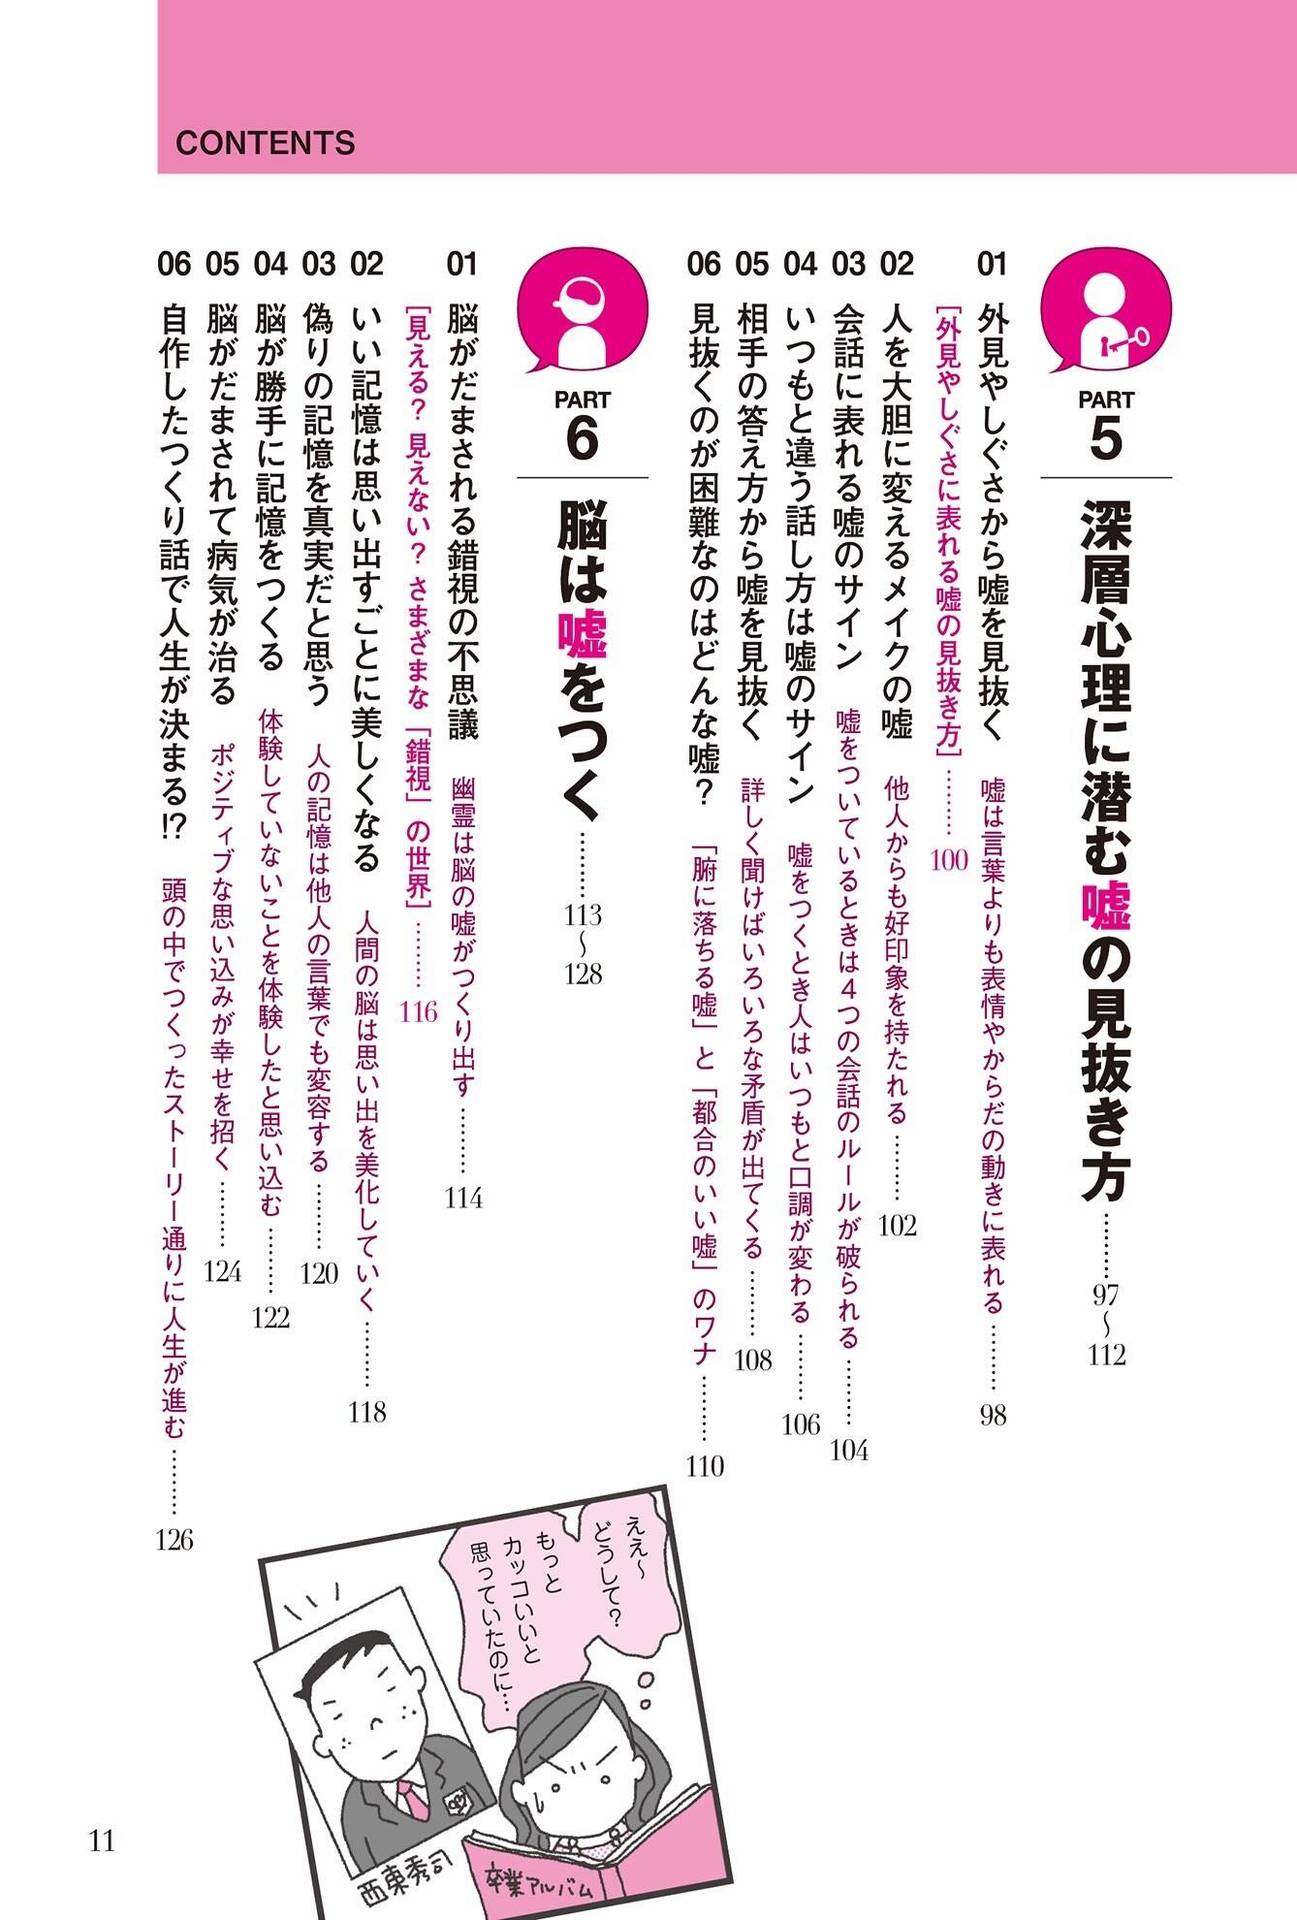 CONTENTS
PART
5
深層心理に潜む嘘の見抜き方………97〜112
01 外見やしぐさから嘘を見抜く 嘘は言葉よりも表情やからだの動きに表れる………98
[外見やしぐさに表れる嘘の見抜き方]………100
02 人を大胆に変えるメイクの嘘 他人からも好印象を持たれる………102
03 会話に表れる嘘のサイン 嘘をついているときは4つの会話のルールが破られる………104
04 いつもと違う話し方は嘘のサイン 嘘をつくとき人はいつもと口調が変わる………106
05 相手の答え方から嘘を見抜く 詳しく聞けばいろいろな矛盾が出てくる………108
06 見抜くのが困難なのはどんな嘘? 「腑に落ちる嘘」と「都合のいい嘘」のワナ………110
PART
6
脳は嘘をつく………113〜128
01 脳がだまされる錯視の不思議 幽霊は脳の嘘がつくり出す………114
[見える? 見えない? さまざまな「錯視」の世界]………116
02 いい記憶は思い出すごとに美しくなる 人間の脳は思い出を美化していく………118
03 偽りの記憶を真実だと思う 人の記憶は他人の言葉でも変容する………120
04 脳が勝手に記憶をつくる 体験していないことを体験したと思い込む………122
05 脳がだまされて病気が治る ポジティブな思い込みが幸せを招く………124
06 自作したつくり話で人生が決まる!? 頭の中でつくったストーリー通りに人生が進む………126
ええ〜
どうして?
もっと
カッコいいと
思っていたのに…
西東秀司
卒業アルバム
11